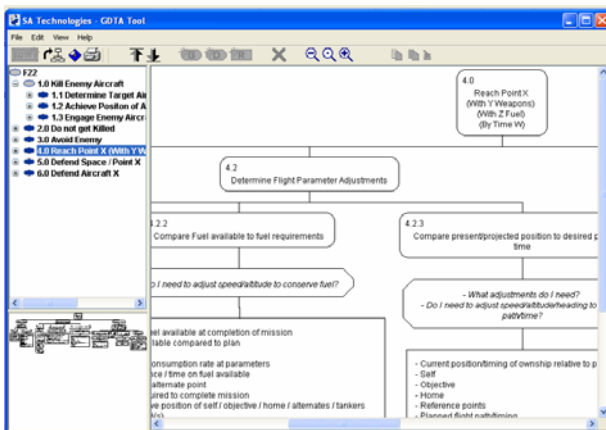 SA Technologies - GDTA Tool
File Edit View Help
F22
1.0 Kill Enemy Aircraft
1.1 Determine Target Air
1.2 Achieve Positon of A
1.3 Engage Enemy Aircr
2.0 Do not get Killed
3.0 Avoid Enemy
4.0 Reach Point X (With Y W
5.0 Defend Space / Point X
6.0 Defend Aircraft X
4.0
Reach Point X
(With Y Weapons)
(With Z Fuel)
(By Time W)
4.2
Determine Flight Parameter Adjustments
4.2.2
Compare Fuel available to fuel requirements
4.2.3
Compare present/projected position to desired p
time
o I need to adjust speed/altitude to conserve fuel?
- What adjustments do I need?
- Do I need to adjust speed/altitude/heading to
path/time?
uel available at completion of mission
ilable compared to plan
onsumption rate at parameters
ce / time on fuel available
alternate point
uired to complete mission
ve position of self / objective / home / alternates / tankers
- Current position/timing of ownship relative to p
- Self
- Objective
- Home
- Reference points
- Planned flight path/timing